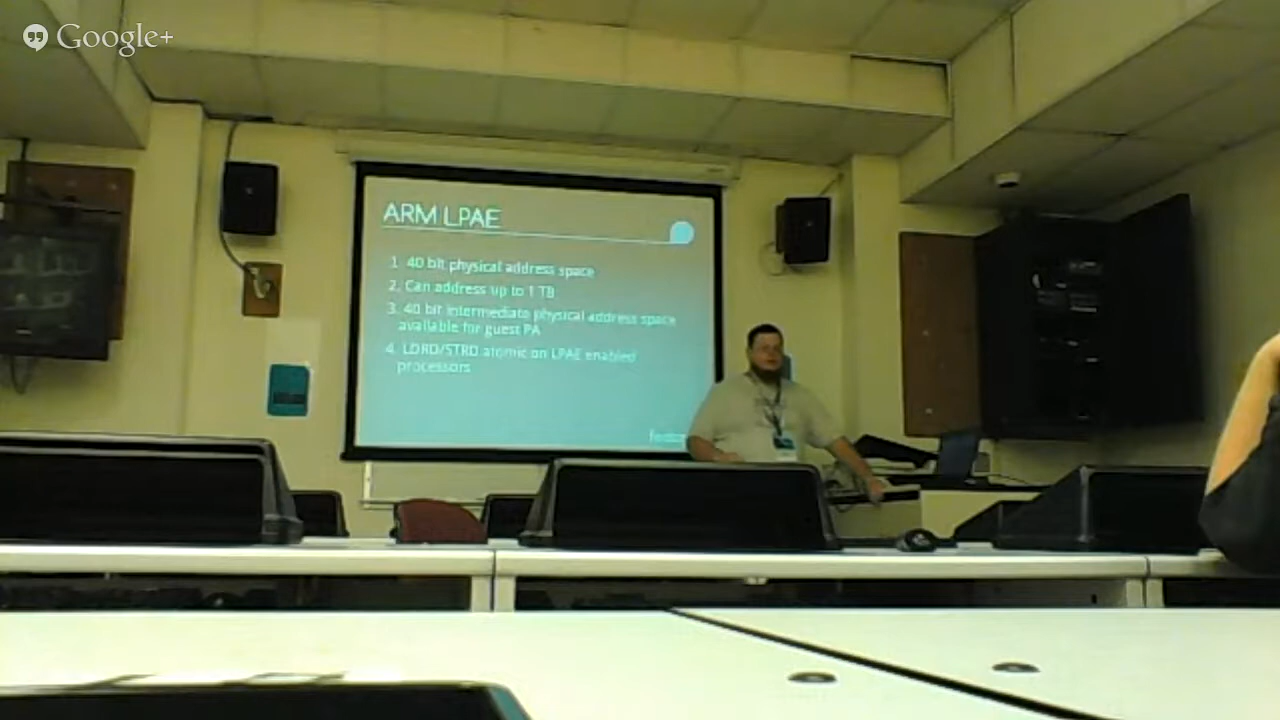 Google+
ARM LPAE
1. 40 bit physical address space
2. Can address up to 1 TB
3. 40 bit intermediate physical address space
available for guest PA
4. LDRD/STRD atomic on LPAE enabled
processors